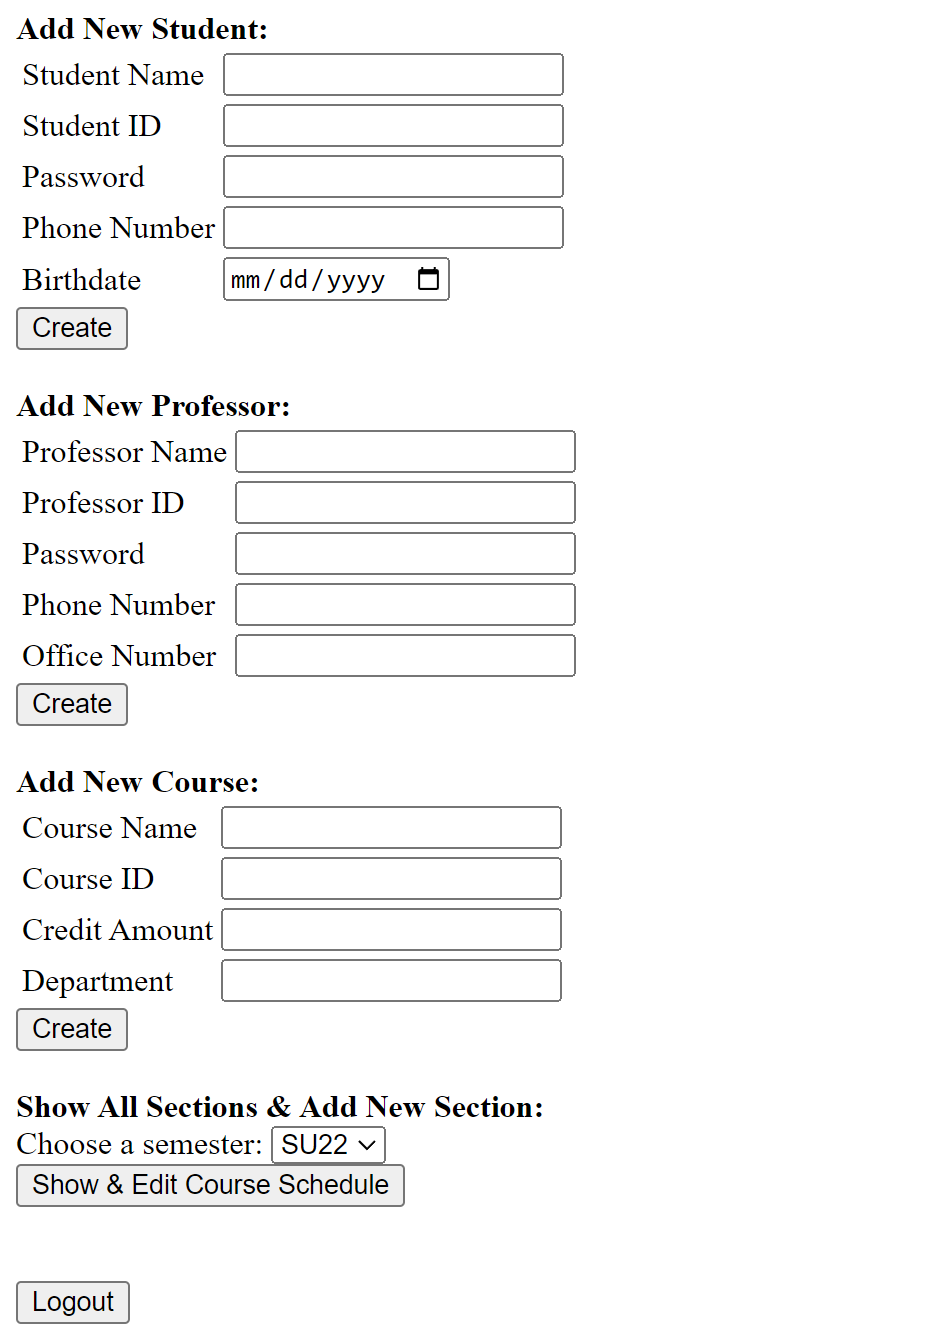 Add New Student:
Student Name
Student ID
Password
Phone Number
Birthdate mm/dd/yyyy
Create
Add New Professor:
Professor Name
Professor ID
Password
Phone Number
Office Number
Create
Add New Course:
Course Name
Course ID
Credit Amount
Department
Create
Show All Sections & Add New Section:
Choose a semester: SU22
Show & Edit Course Schedule
Logout